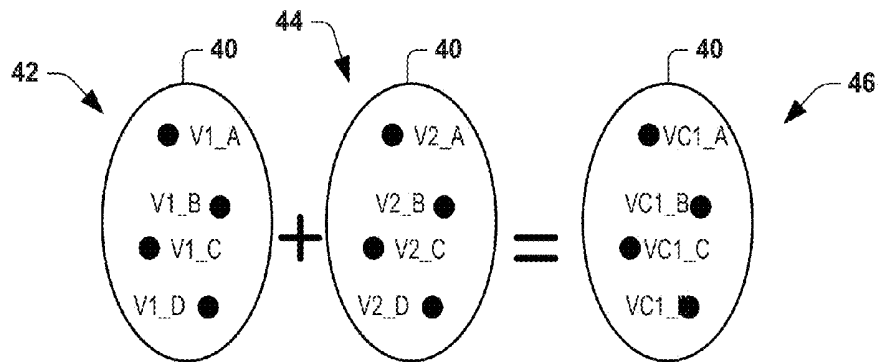 44
42 40 40 40 46
V1_A V2_A VC1_A
V1_B V2_B VC1_B
+ =
V1_C V2_C VC1_C
V1_D V2_D